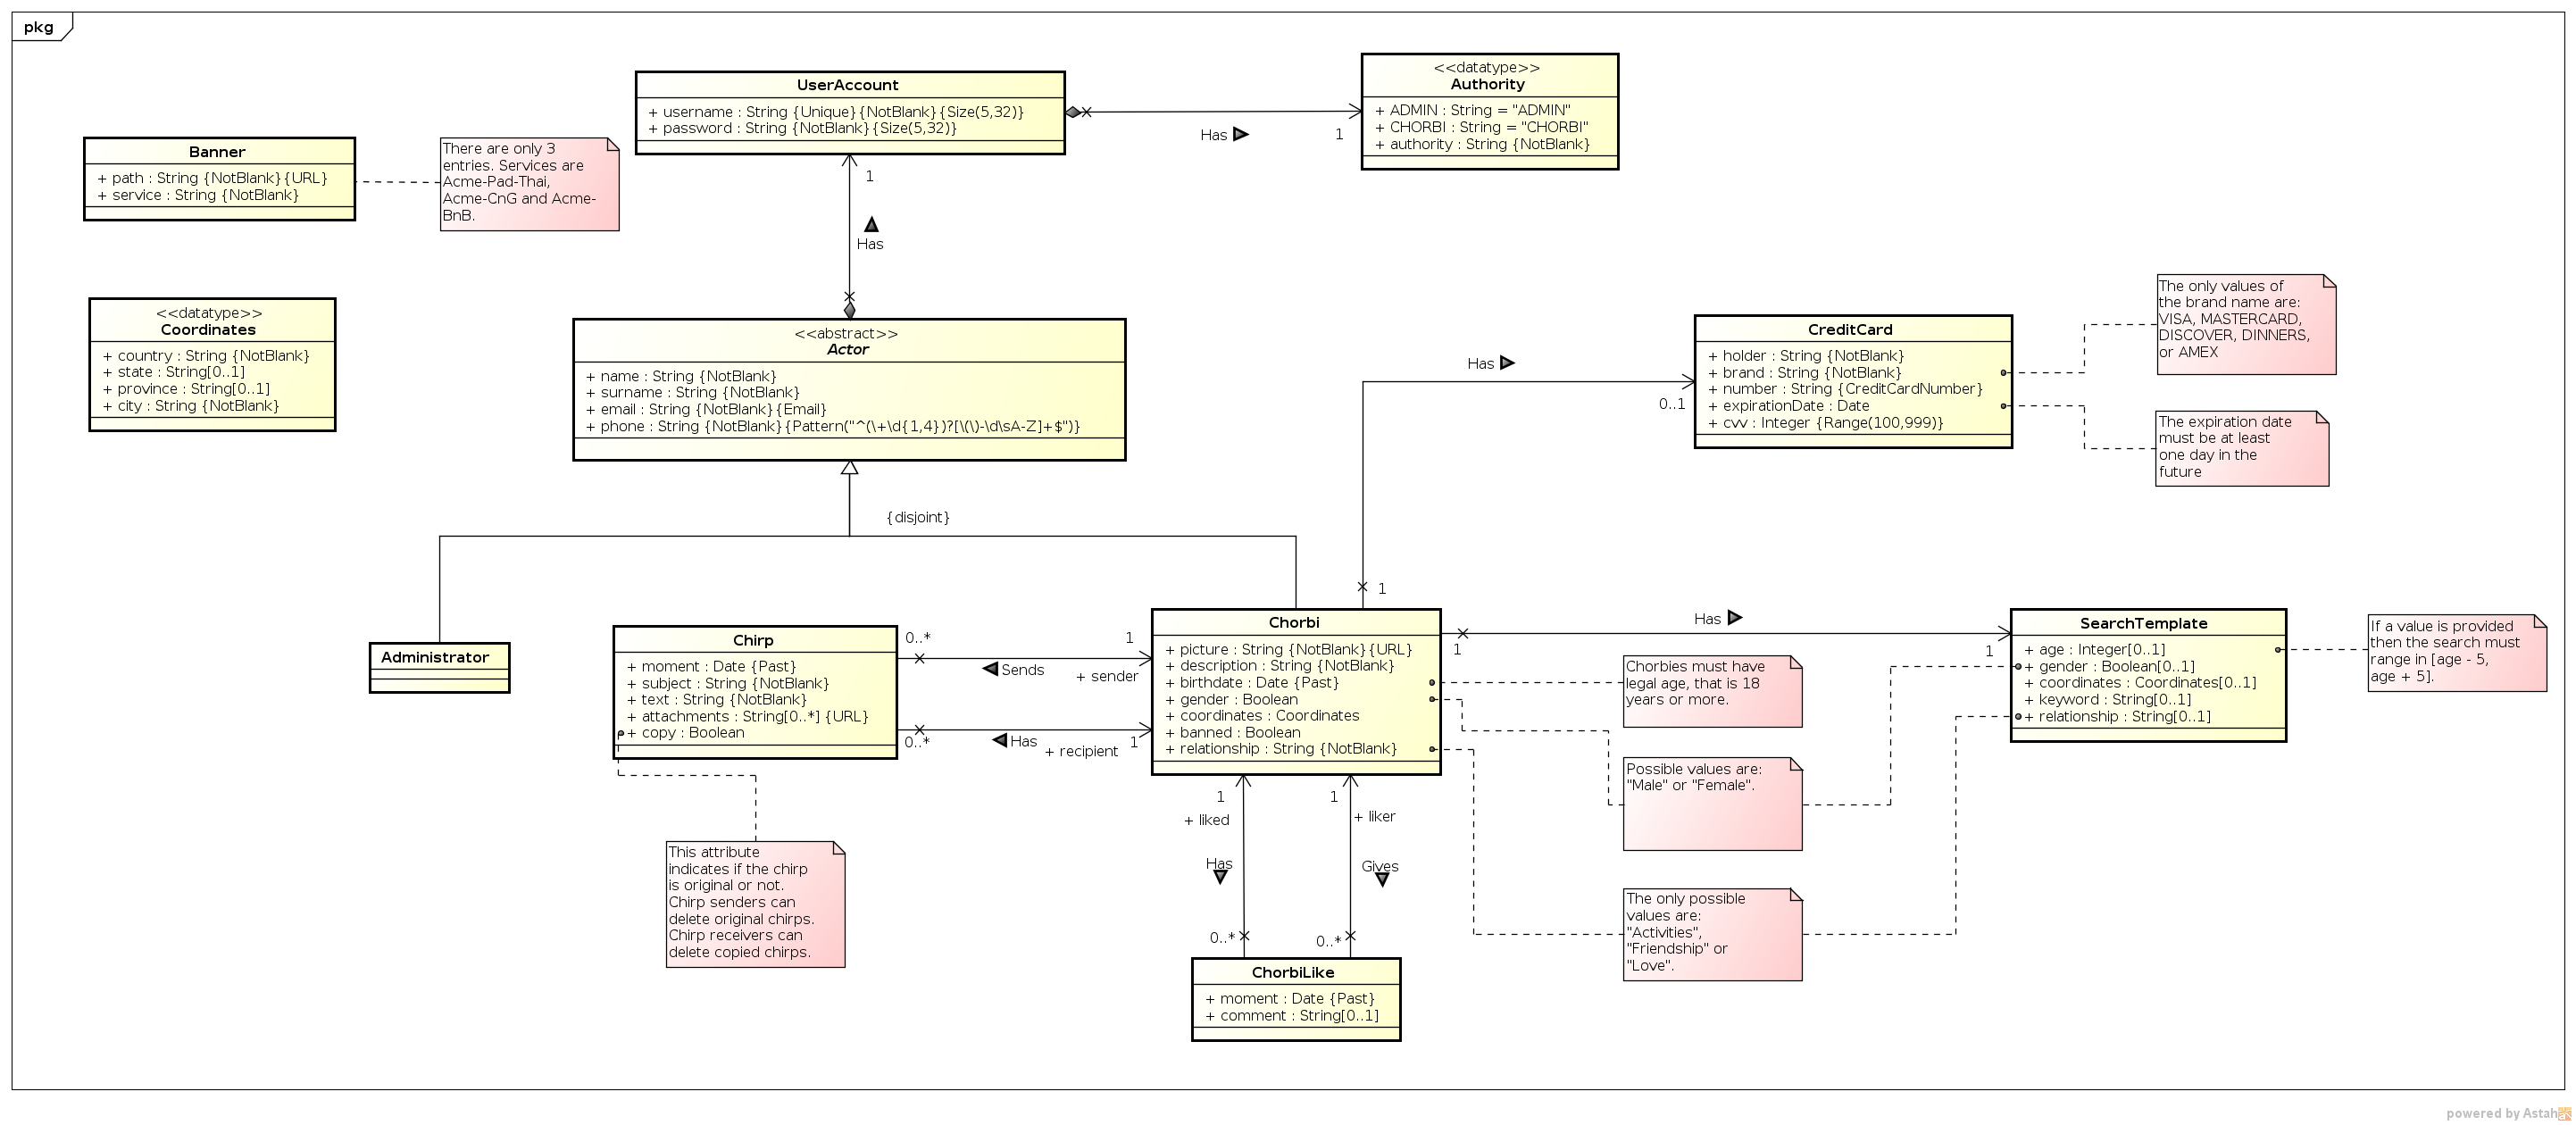 pkg
UserAccount
+ username : String {Unique}{NotBlank}{Size(5,32)}
+ password : String {NotBlank}{Size(5,32)}
<<datatype>>
Authority
+ ADMIN : String = "ADMIN"
+ CHORBI : String = "CHORBI"
+ authority : String {NotBlank}
Has
1
Banner
+ path : String {NotBlank}{URL}
+ service : String {NotBlank}
There are only 3
entries. Services are
Acme-Pad-Thai,
Acme-CnG and Acme-
BnB.
1
Has
<<datatype>>
Coordinates
+ country : String {NotBlank}
+ state : String[0..1]
+ province : String[0..1]
+ city : String {NotBlank}
<<abstract>>
Actor
+ name : String {NotBlank}
+ surname : String {NotBlank}
+ email : String {NotBlank}{Email}
+ phone : String {NotBlank}{Pattern("^(\+\d{1,4})?[\(\)-\d\sA-Z]+$")}
{disjoint}
Has
0..1
1
CreditCard
+ holder : String {NotBlank}
+ brand : String {NotBlank}
+ number : String {CreditCardNumber}
+ expirationDate : Date
+ cvv : Integer {Range(100,999)}
The only values of
the brand name are:
VISA, MASTERCARD,
DISCOVER, DINNERS,
or AMEX
The expiration date
must be at least
one day in the
future
Administrator
Chirp
+ moment : Date {Past}
+ subject : String {NotBlank}
+ text : String {NotBlank}
+ attachments : String[0..*] {URL}
+ copy : Boolean
0..*
1
Sends
+ sender
0..*
Has
+ recipient
1
Chorbi
+ picture : String {NotBlank}{URL}
+ description : String {NotBlank}
+ birthdate : Date {Past}
+ gender : Boolean
+ coordinates : Coordinates
+ banned : Boolean
+ relationship : String {NotBlank}
Has
1
1
SearchTemplate
+ age : Integer[0..1]
+ gender : Boolean[0..1]
+ coordinates : Coordinates[0..1]
+ keyword : String[0..1]
+ relationship : String[0..1]
If a value is provided
then the search must
range in [age - 5,
age + 5].
Chorbies must have
legal age, that is 18
years or more.
Possible values are:
"Male" or "Female".
The only possible
values are:
"Activities",
"Friendship" or
"Love".
This attribute
indicates if the chirp
is original or not.
Chirp senders can
delete original chirps.
Chirp receivers can
delete copied chirps.
1
+ liked
Has
0..*
1
+ liker
Gives
0..*
ChorbiLike
+ moment : Date {Past}
+ comment : String[0..1]
powered by Astah